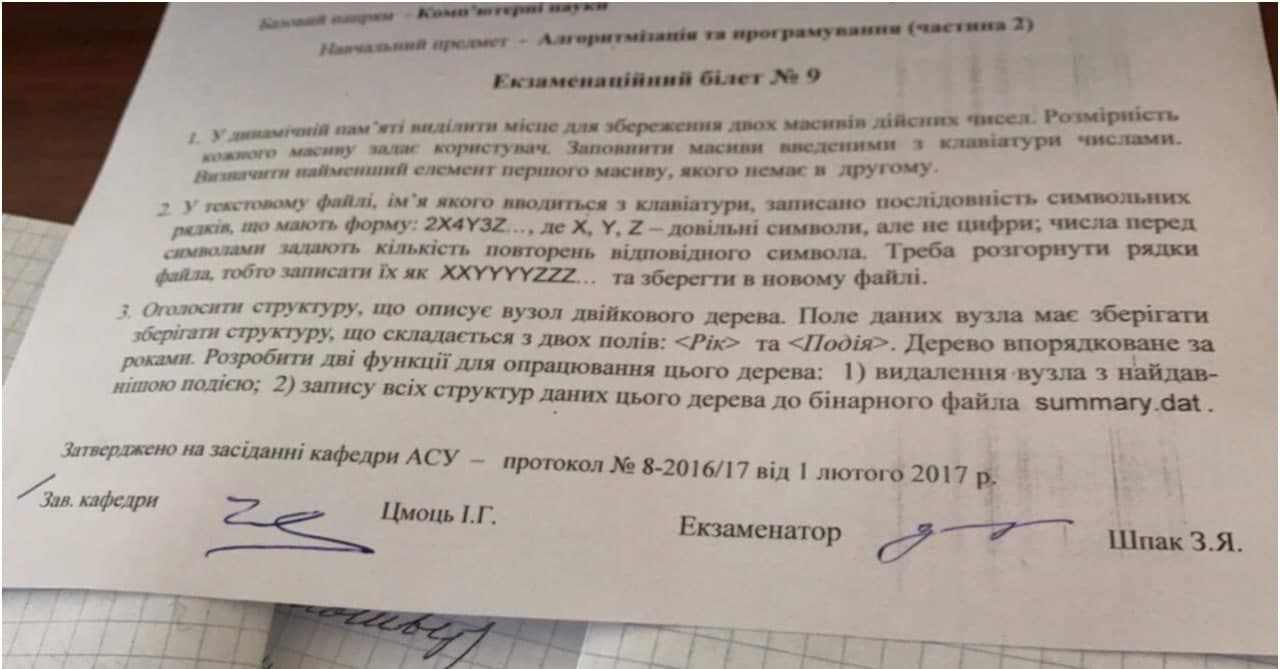 Базовий напрям - Комп’ютерні науки
Навчальний предмет - Алгоритмізація та програмування (частина 2)
Екзаменаційний білет № 9
1. У динамічній пам’яті виділити місце для збереження двох масивів дійсних чисел. Розмірність
кожного масиву задає користувач. Заповнити масиви введеними з клавіатури числами.
Визначити найменший елемент першого масиву, якого немає в другому.
2. У текстовому файлі, ім’я якого вводиться з клавіатури, записано послідовність символьних
рядків, що мають форму: 2X4Y3Z..., де X, Y, Z – довільні символи, але не цифри; числа перед
символами задають кількість повторень відповідного символа. Треба розгорнути рядки
файла, тобто записати їх як XXYYYYZZZ... та зберегти в новому файлі.
3. Оголосити структуру, що описує вузол двійкового дерева. Поле даних вузла має зберігати
зберігати структуру, що складається з двох полів: <Рік> та <Подія>. Дерево впорядковане за
роками. Розробити дві функції для опрацювання цього дерева: 1) видалення вузла з найдав-
нішою подією; 2) запису всіх структур даних цього дерева до бінарного файла summary.dat .
Затверджено на засіданні кафедри АСУ – протокол № 8-2016/17 від 1 лютого 2017 р.
Зав. кафедри Цмоць І.Г. Екзаменатор Шпак З.Я.